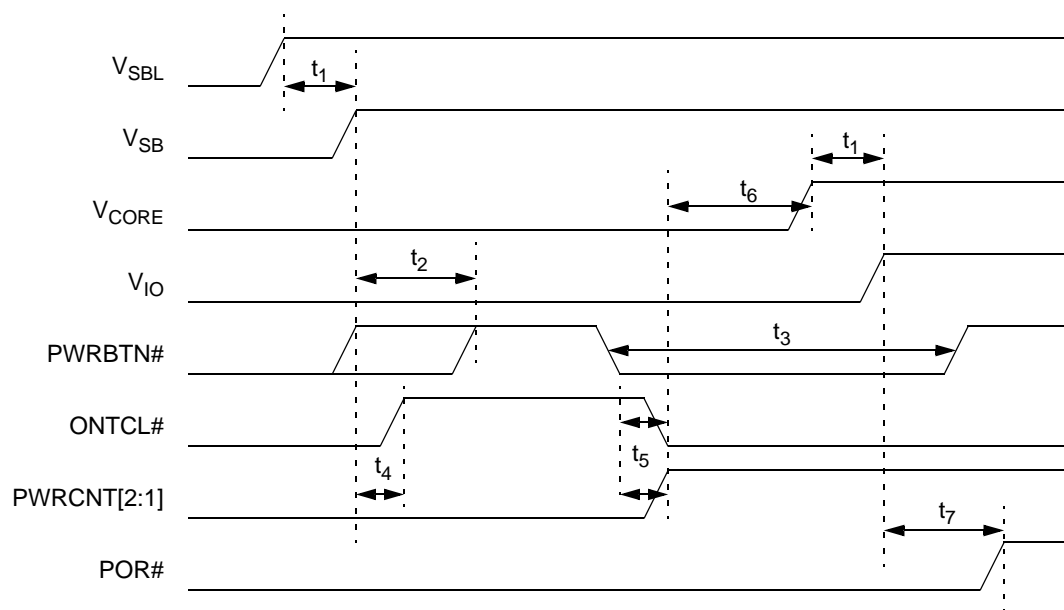 V_SBL
t_1
V_SB
t_1
V_CORE
t_6
V_IO
t_2
PWRBTN#
t_3
ONTCL#
t_4
t_5
PWRCNT[2:1]
t_7
POR#